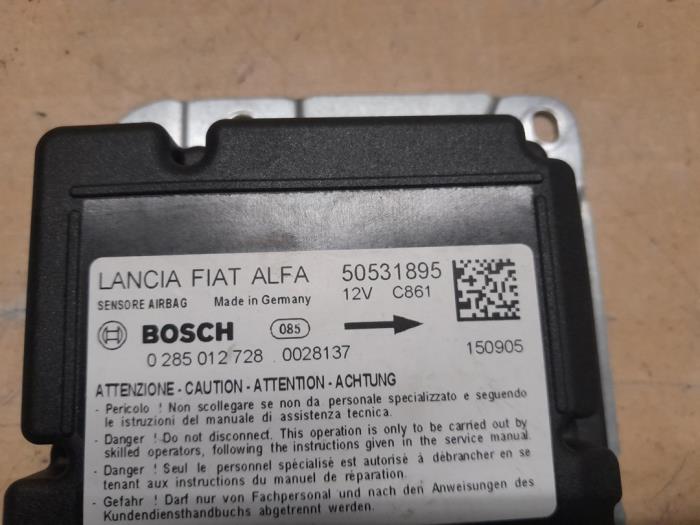 LANCIA FIAT ALFA 50531895
SENSORE AIRBAG Made in Germany 12V C861
BOSCH 085
0 285 012 728 0028137 150905
ATTENZIONE - CAUTION - ATTENTION - ACHTUNG
- Pericolo ! Non scollegare se non da personale specializzato e seguendo
le istruzioni del manuale di assistenza tecnica.
- Danger ! Do not disconnect. This operation is only to be carried out by
skilled operators, following the instructions given in the service manual.
- Danger ! Seul le personnel spécialisé est autorisé à débrancher en se
tenant aux instructions du manuel de réparation.
- Gefahr ! Darf nur von Fachpersonal und nach den Anweisungen des
Kundendiensthandbuchs abgetrennt werden.